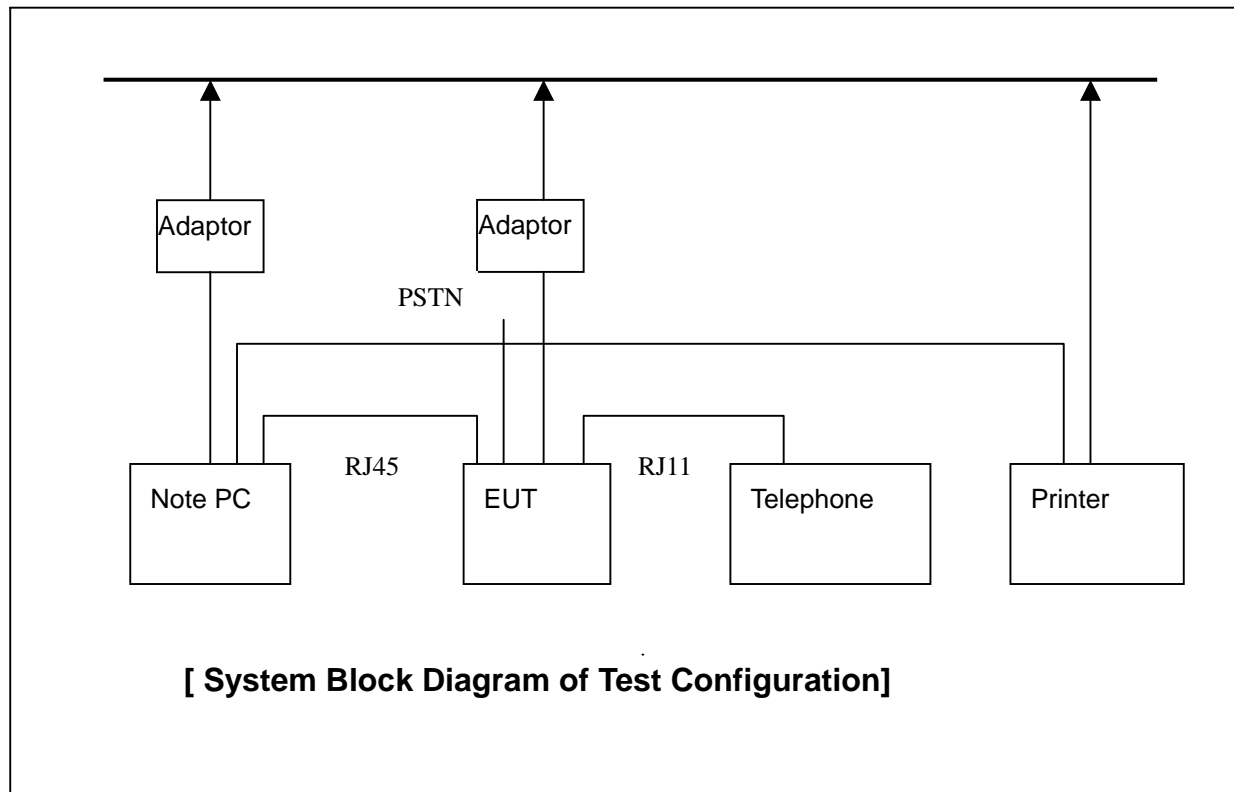 Adaptor
Adaptor
PSTN
RJ45
RJ11
Note PC
EUT
Telephone
Printer
.
[ System Block Diagram of Test Configuration]